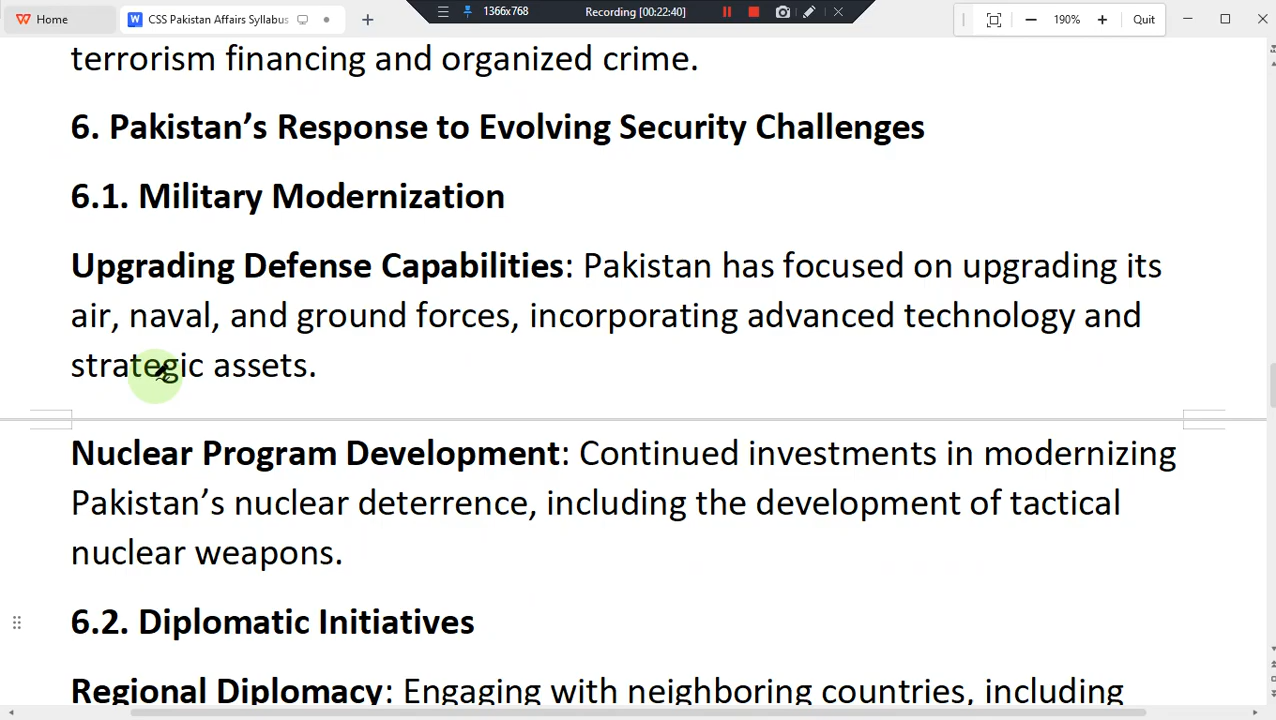 Home
CSS Pakistan Affairs Syllabus
1366x768
Recording [00:22:40]
190%
Quit
terrorism financing and organized crime.
6. Pakistan’s Response to Evolving Security Challenges
6.1. Military Modernization
Upgrading Defense Capabilities: Pakistan has focused on upgrading its
air, naval, and ground forces, incorporating advanced technology and
strategic assets.
Nuclear Program Development: Continued investments in modernizing
Pakistan’s nuclear deterrence, including the development of tactical
nuclear weapons.
6.2. Diplomatic Initiatives
Regional Diplomacy: Engaging with neighboring countries, including